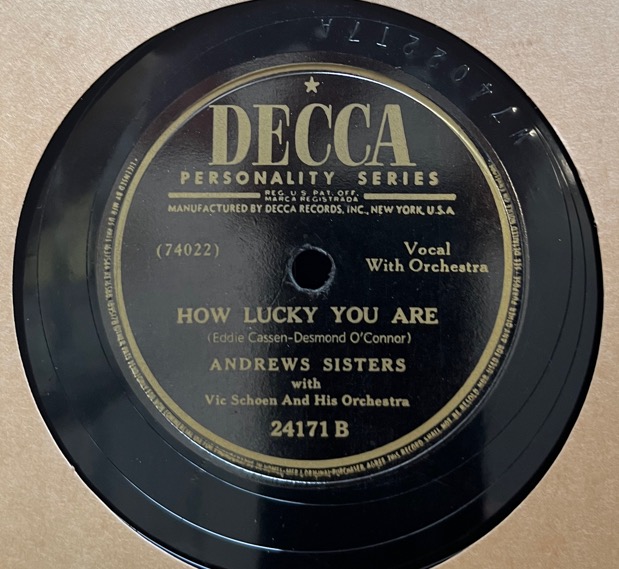 DECCA
PERSONALITY SERIES
REG. U S PAT. OFF.
MARCA REGISTRADA
MANUFACTURED BY DECCA RECORDS, INC., NEW YORK, U.S.A.
(74022)
Vocal
With Orchestra
HOW LUCKY YOU ARE
(Eddie Cassen-Desmond O'Connor)
ANDREWS SISTERS
with
Vic Schoen And His Orchestra
24171 B